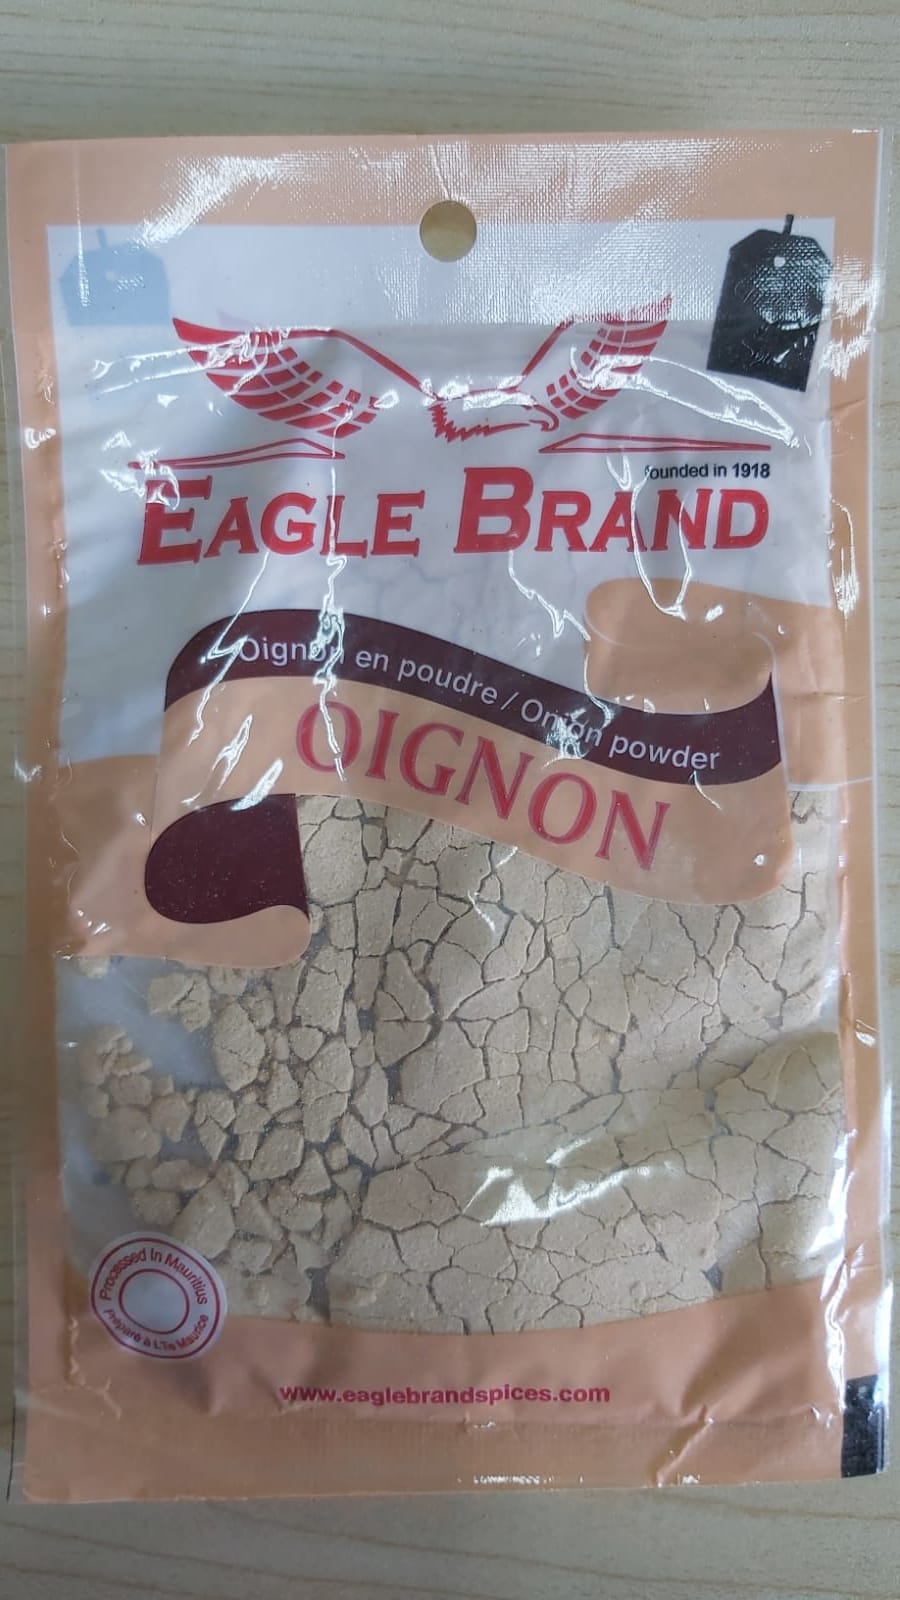 founded in 1918
EAGLE BRAND
Oignon en poudre / Onion powder
OIGNON
Processed In Mauritius
Préparé à L'Ile Maurice
www.eaglebrandspices.com